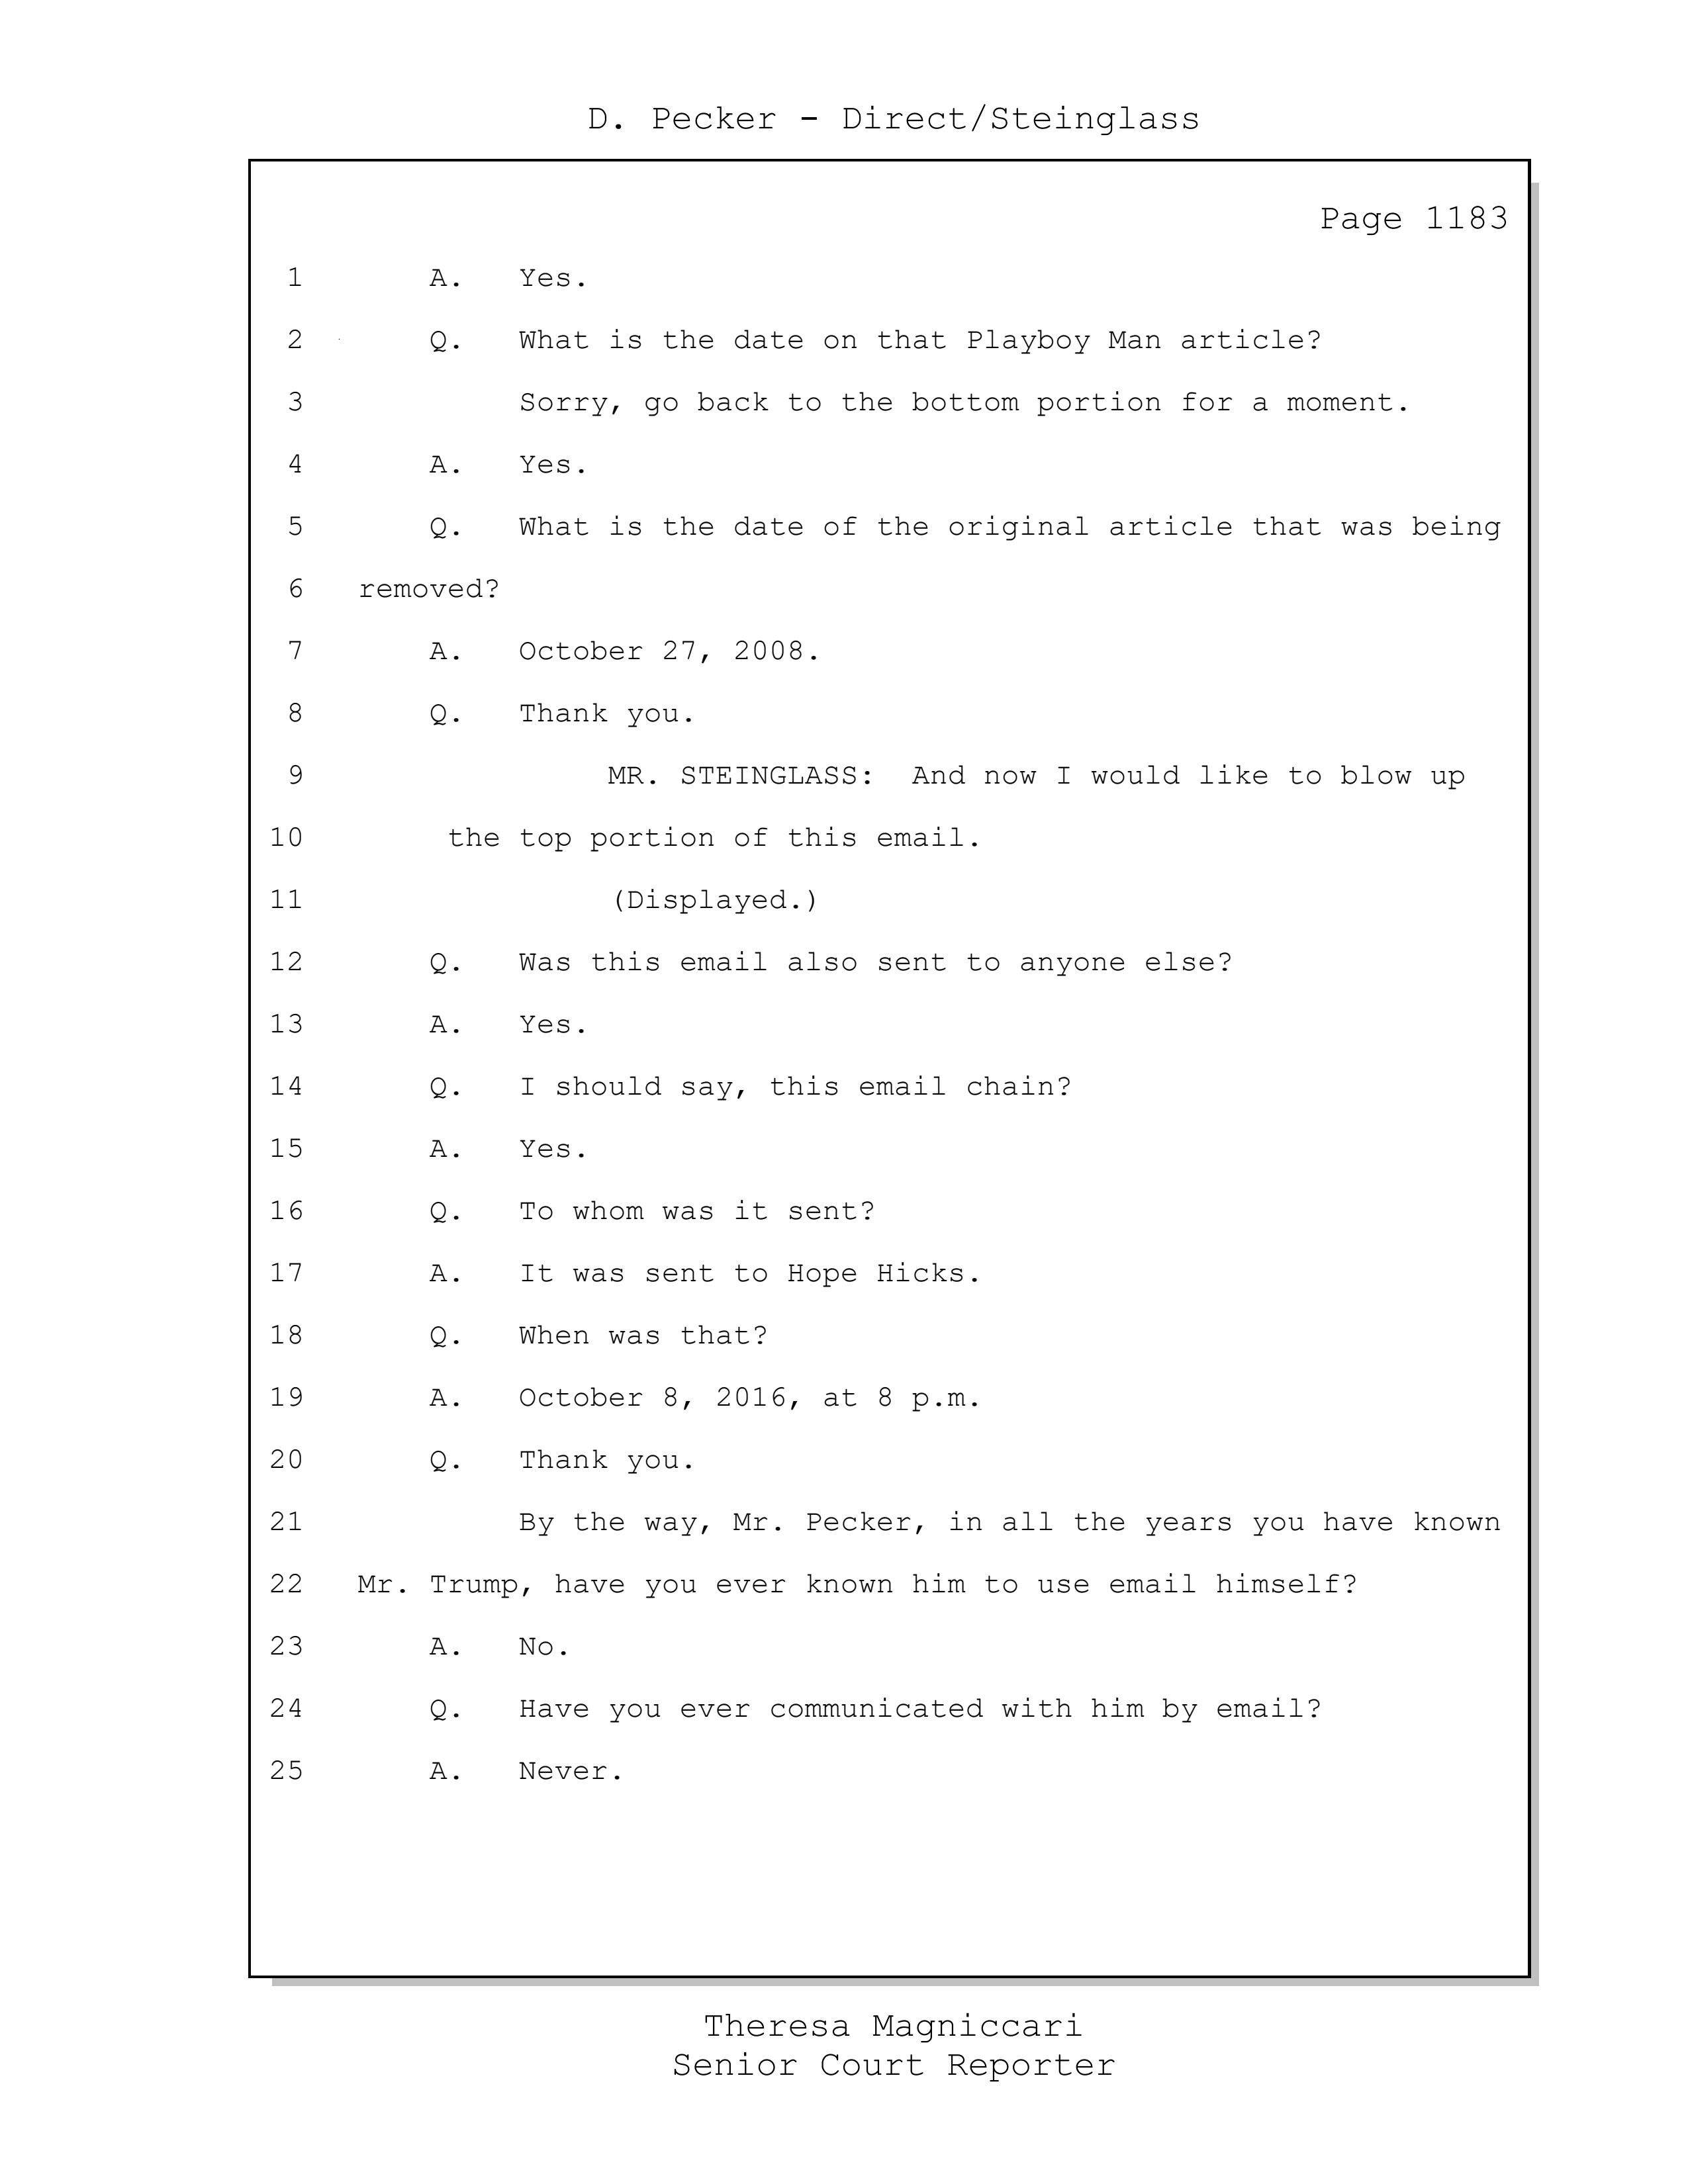 D. Pecker - Direct/Steinglass
Page 1183
1 A. Yes.
2 Q. What is the date on that Playboy Man article?
3 Sorry, go back to the bottom portion for a moment.
4 A. Yes.
5 Q. What is the date of the original article that was being
6 removed?
7 A. October 27, 2008.
8 Q. Thank you.
9 MR. STEINGLASS: And now I would like to blow up
10 the top portion of this email.
11 (Displayed.)
12 Q. Was this email also sent to anyone else?
13 A. Yes.
14 Q. I should say, this email chain?
15 A. Yes.
16 Q. To whom was it sent?
17 A. It was sent to Hope Hicks.
18 Q. When was that?
19 A. October 8, 2016, at 8 p.m.
20 Q. Thank you.
21 By the way, Mr. Pecker, in all the years you have known
22 Mr. Trump, have you ever known him to use email himself?
23 A. No.
24 Q. Have you ever communicated with him by email?
25 A. Never.
Theresa Magniccari
Senior Court Reporter